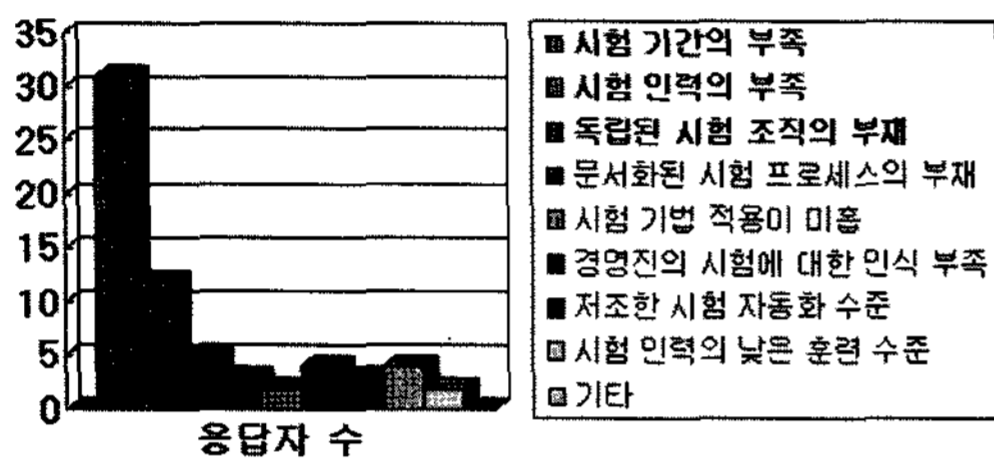 35
30
25
20
15
10
5
0
응답자 수
시험 기간의 부족
시험 인력의 부족
독립된 시험 조직의 부재
문서화된 시험 프로세스의 부재
시험 기법 적용이 미흡
경영진의 시험에 대한 인식 부족
저조한 시험 자동화 수준
시험 인력의 낮은 훈련 수준
기타